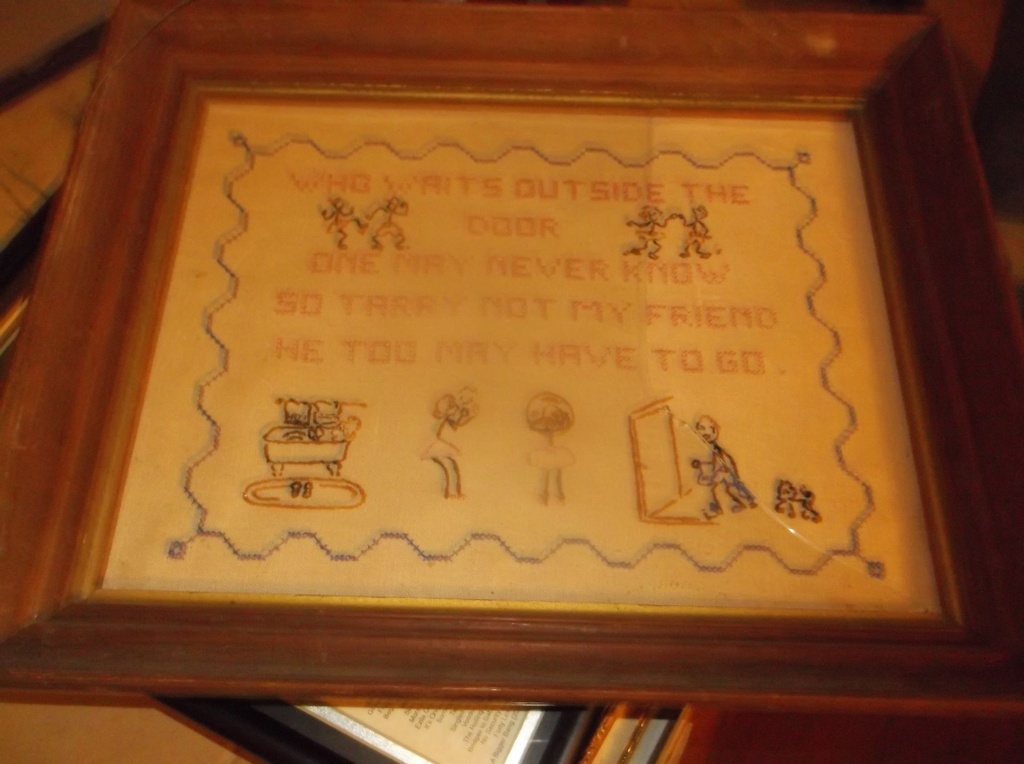 WHO WAITS OUTSIDE THE
DOOR
ONE MAY NEVER KNOW
SO TARRY NOT MY FRIEND
HE TOO MAY HAVE TO GO.